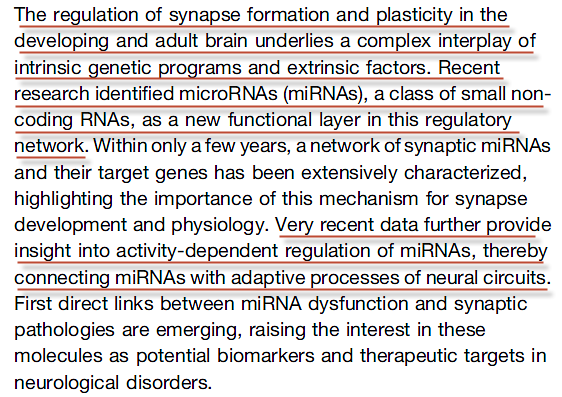 The regulation of synapse formation and plasticity in the
developing and adult brain underlies a complex interplay of
intrinsic genetic programs and extrinsic factors. Recent
research identified microRNAs (miRNAs), a class of small non-
coding RNAs, as a new functional layer in this regulatory
network. Within only a few years, a network of synaptic miRNAs
and their target genes has been extensively characterized,
highlighting the importance of this mechanism for synapse
development and physiology. Very recent data further provide
insight into activity-dependent regulation of miRNAs, thereby
connecting miRNAs with adaptive processes of neural circuits.
First direct links between miRNA dysfunction and synaptic
pathologies are emerging, raising the interest in these
molecules as potential biomarkers and therapeutic targets in
neurological disorders.